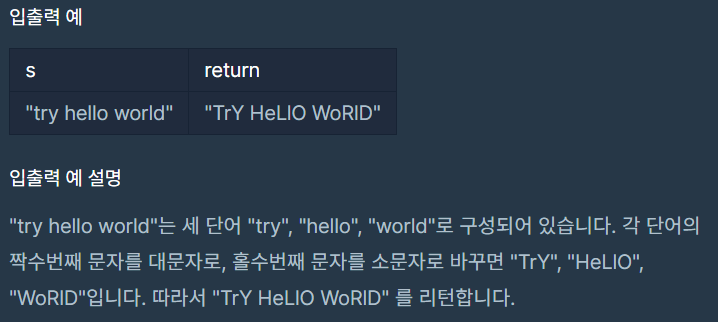 입출력 예
s return
"try hello world" "TrY HeLlO WoRlD"
입출력 예 설명
"try hello world"는 세 단어 "try", "hello", "world"로 구성되어 있습니다. 각 단어의
짝수번째 문자를 대문자로, 홀수번째 문자를 소문자로 바꾸면 "TrY", "HeLlO",
"WoRlD"입니다. 따라서 "TrY HeLlO WoRlD" 를 리턴합니다.